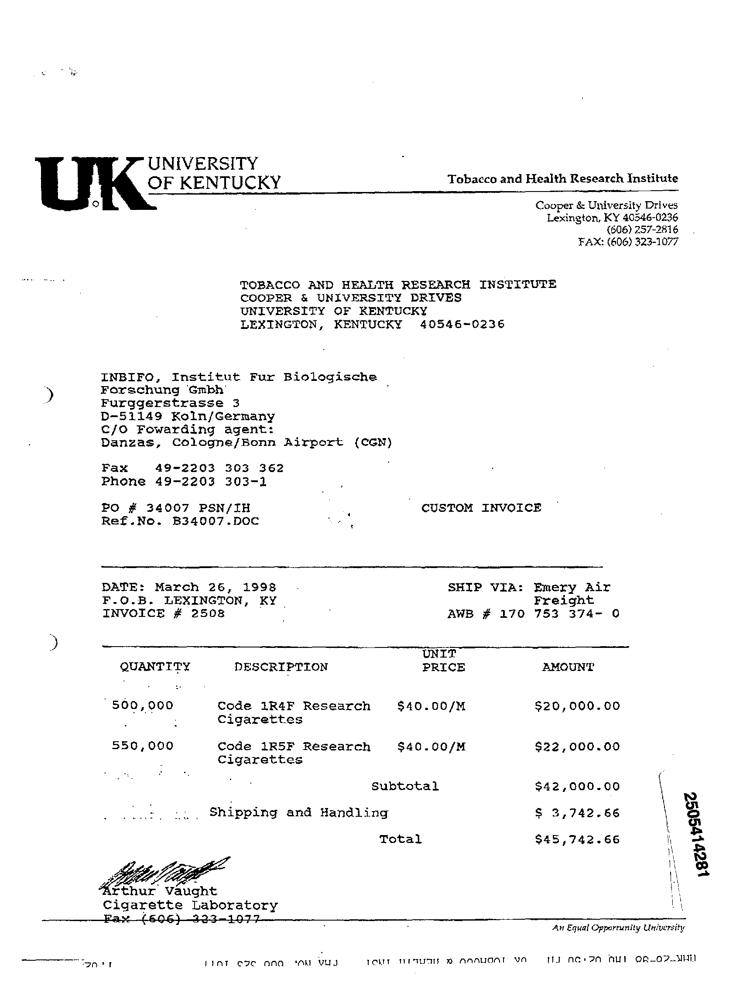 UK UNIVERSITY
OF KENTUCKY
Tobacco and Health Research Institute
Cooper & University Drives
Lexington, KY 40546-0236
(606) 257-2816
FAX: (606) 323-1077
TOBACCO AND HEALTH RESEARCH INSTITUTE
COOPER & UNIVERSITY DRIVES
UNIVERSITY OF KENTUCKY
LEXINGTON, KENTUCKY 40546-0236
INBIFO, Institut Fur Biologische
Forschung Gmbh
Furggerstrasse 3
D-51149 Koln/Germany
C/O Fowarding agent:
Danzas, Cologne/Bonn Airport (CGN)
Fax 49-2203 303 362
Phone 49-2203 303-1
PO # 34007 PSN/IH CUSTOM INVOICE
Ref.No. B34007.DOC
DATE: March 26, 1998 SHIP VIA: Emery Air
F.O.B. LEXINGTON, KY Freight
INVOICE # 2508 AWB # 170 753 374- 0
UNIT
QUANTITY DESCRIPTION PRICE AMOUNT
500,000 Code 1R4F Research $40.00/M $20,000.00
Cigarettes
550,000 Code 1R5F Research $40.00/M $22,000.00
Cigarettes
Subtotal $42,000.00
Shipping and Handling $ 3,742.66
Total $45,742.66
2505414281
Arthur Vaught
Cigarette Laboratory
Fax (606) 323-1077
An Equal Opportunity University